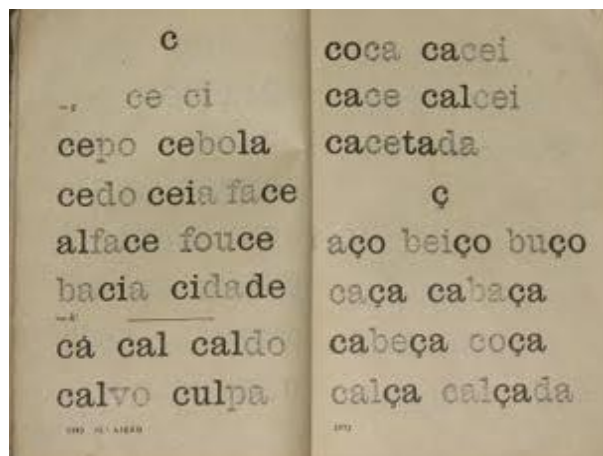 c
ce ci
cepo cebola
cedo ceia face
alface fouce
bacia cidade
cá cal caldo
calvo culpa
coca cacei
cace calcei
cacetada
ç
aço beiço buço
caça cabaça
cabeça coça
calça calçada